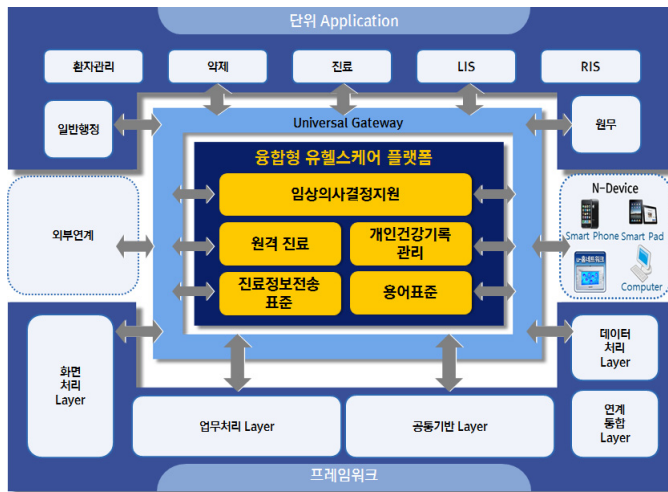 단위 Application
환자관리
약제
진료
LIS
RIS
일반행정
Universal Gateway
원무
융합형 유헬스케어 플랫폼
임상의사결정지원
외부연계
원격 진료
개인건강기록
관리
진료정보전송
표준
용어표준
N-Device
Smart Phone
Smart Pad
Computer
화면
처리
Layer
데이터
처리
Layer
업무처리 Layer
공통기반 Layer
연계
통합
Layer
프레임워크